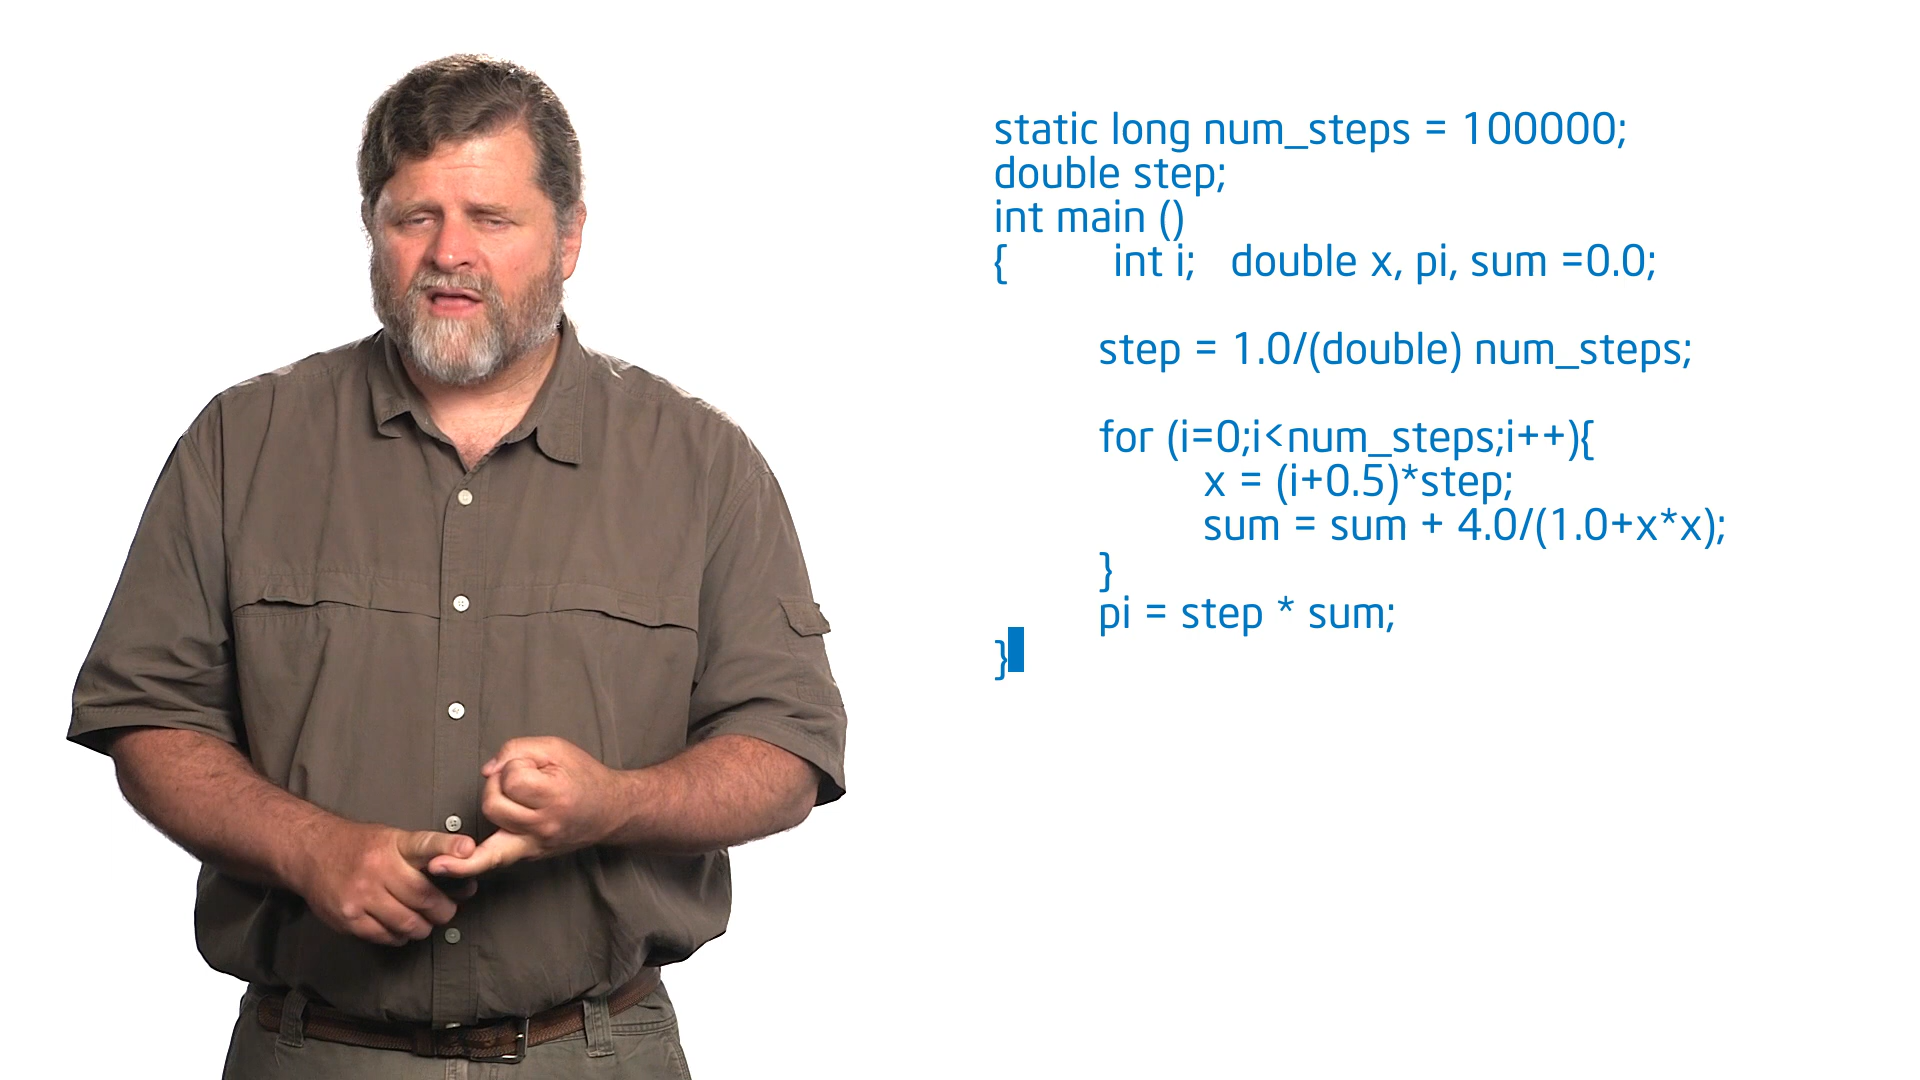 static long num_steps = 100000;
double step;
int main ()
{ int i; double x, pi, sum =0.0;
step = 1.0/(double) num_steps;
for (i=0;i<num_steps;i++){
x = (i+0.5)*step;
sum = sum + 4.0/(1.0+x*x);
}
pi = step * sum;
}